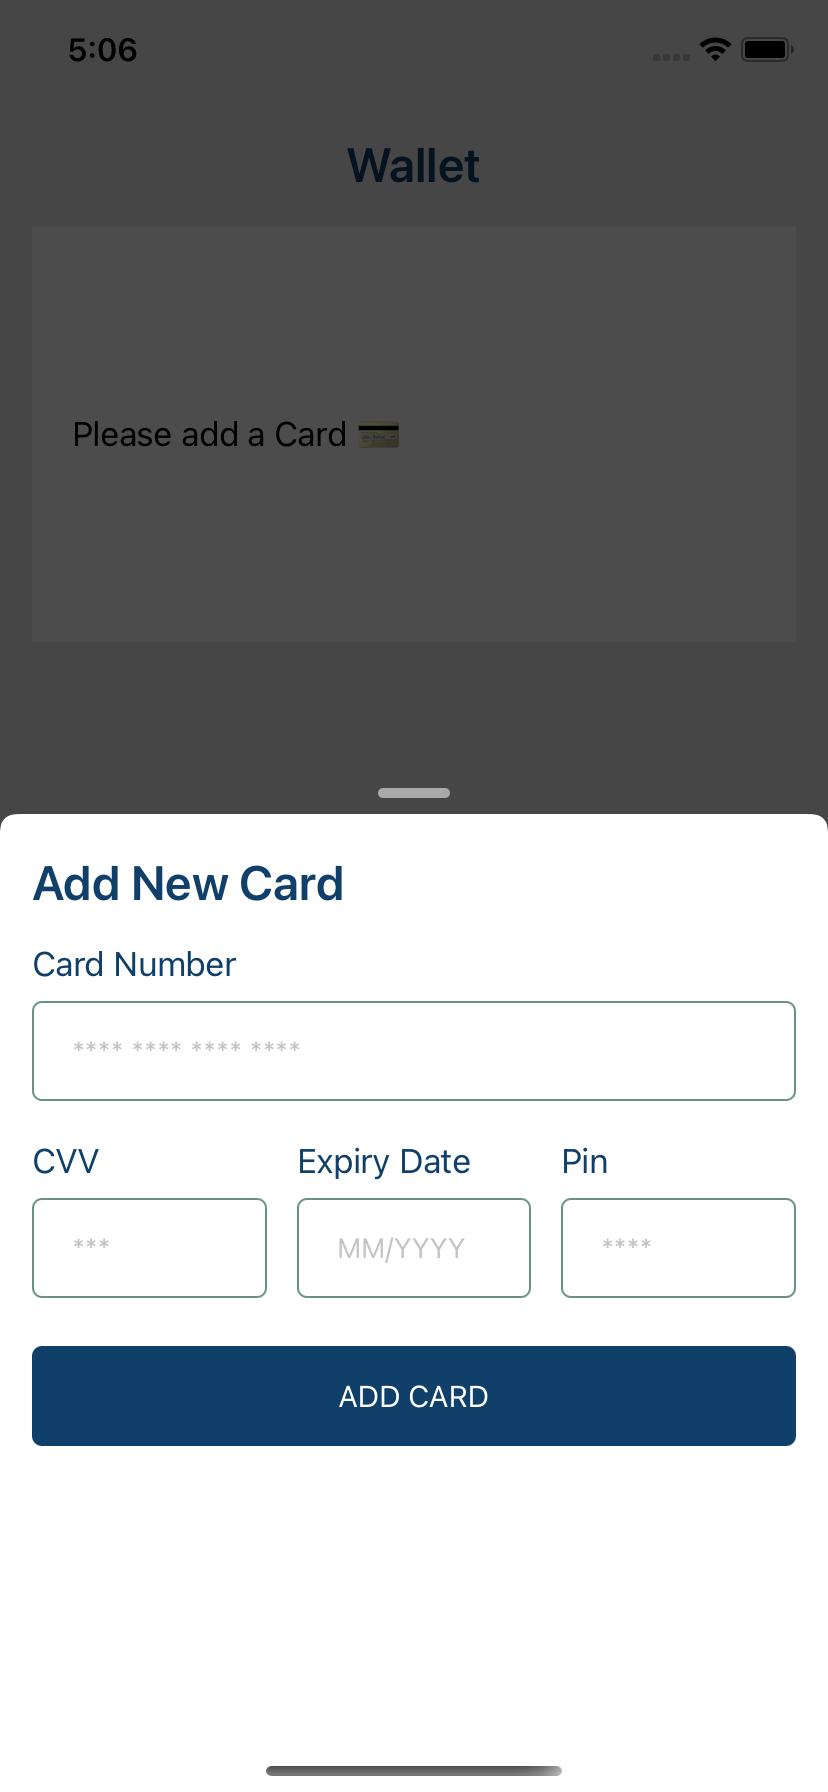 5:06
Wallet
Please add a Card 💳
Add New Card
Card Number
**** **** **** ****
CVV Expiry Date Pin
*** MM/YYYY ****
ADD CARD